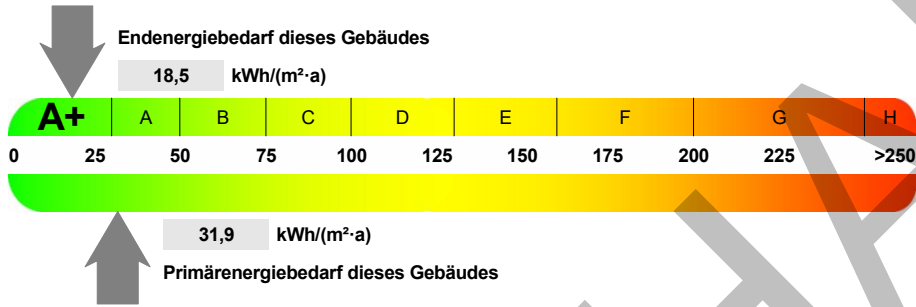 Endenergiebedarf dieses Gebäudes
18,5 kWh/(m²·a)
A+ A B C D E F G H
0 25 50 75 100 125 150 175 200 225 >250
31,9 kWh/(m²·a)
Primärenergiebedarf dieses Gebäudes